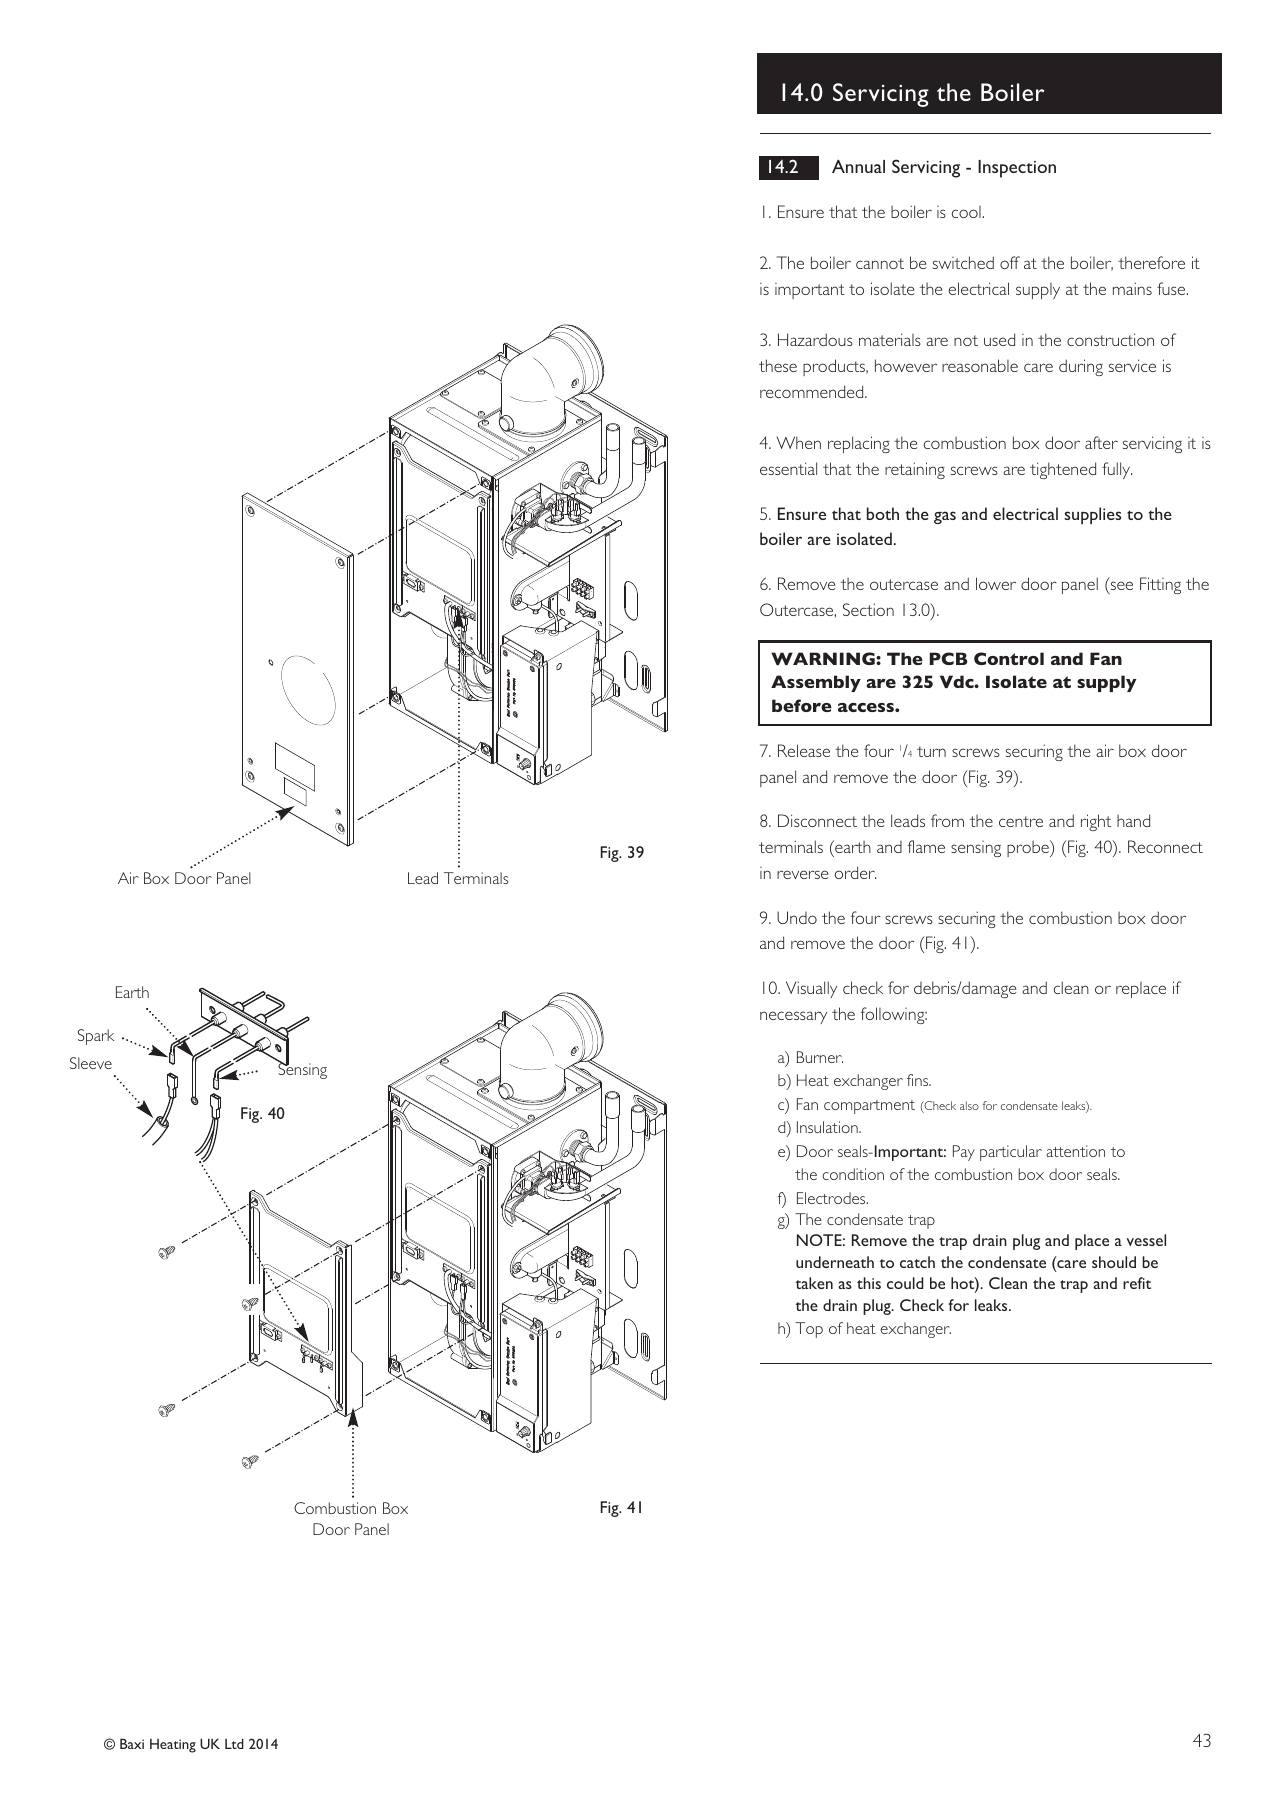 14.0 Servicing the Boiler
14.2 Annual Servicing - Inspection
1. Ensure that the boiler is cool.
2. The boiler cannot be switched off at the boiler, therefore it
is important to isolate the electrical supply at the mains fuse.
3. Hazardous materials are not used in the construction of
these products, however reasonable care during service is
recommended.
4. When replacing the combustion box door after servicing it is
essential that the retaining screws are tightened fully.
5. Ensure that both the gas and electrical supplies to the
boiler are isolated.
6. Remove the outercase and lower door panel (see Fitting the
Outercase, Section 13.0).
WARNING: The PCB Control and Fan
Assembly are 325 Vdc. Isolate at supply
before access.
7. Release the four 1/4 turn screws securing the air box door
panel and remove the door (Fig. 39).
8. Disconnect the leads from the centre and right hand
terminals (earth and flame sensing probe) (Fig. 40). Reconnect
in reverse order.
9. Undo the four screws securing the combustion box door
and remove the door (Fig. 41).
10. Visually check for debris/damage and clean or replace if
necessary the following:
a) Burner.
b) Heat exchanger fins.
c) Fan compartment (Check also for condensate leaks).
d) Insulation.
e) Door seals-Important: Pay particular attention to
the condition of the combustion box door seals.
f) Electrodes.
g) The condensate trap
NOTE: Remove the trap drain plug and place a vessel
underneath to catch the condensate (care should be
taken as this could be hot). Clean the trap and refit
the drain plug. Check for leaks.
h) Top of heat exchanger.
Fig. 39
Air Box Door Panel
Lead Terminals
Earth
Spark
Sleeve
Sensing
Fig. 40
Combustion Box
Door Panel
Fig. 41
© Baxi Heating UK Ltd 2014
43